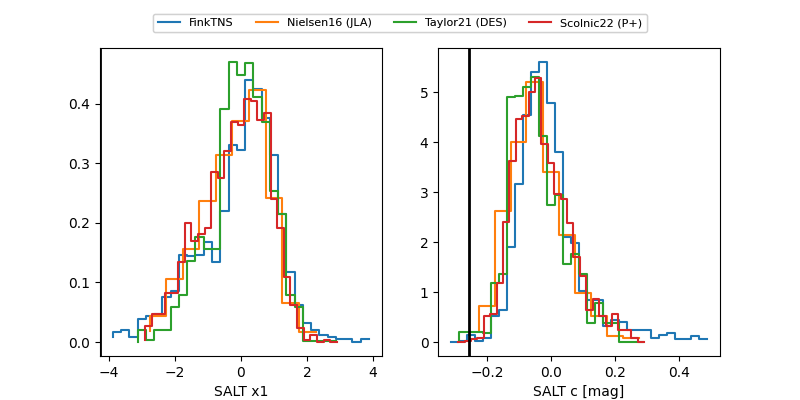 FinkTNS Nielsen16 (JLA) Taylor21 (DES) Scolnic22 (P+)
0.4
0.3
0.2
0.1
0.0
−4 −2 0 2 4
SALT x1
5
4
3
2
1
0
−0.2 0.0 0.2 0.4
SALT c [mag]